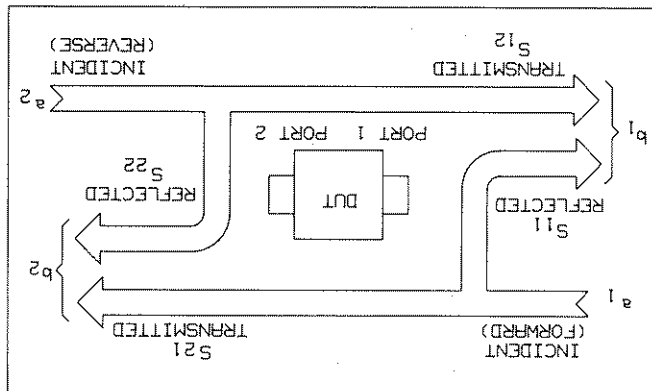 INCIDENT
(FORWARD)
S21
TRANSMITTED
a1
b2
S11
REFLECTED
DUT
REFLECTED
S22
PORT 1 PORT 2
b1
a2
TRANSMITTED
S12
INCIDENT
(REVERSE)